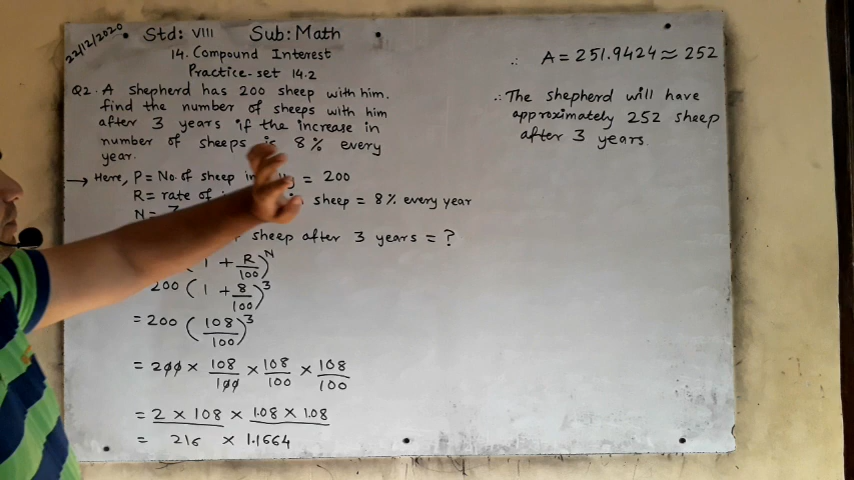 22/12/2020
Std: VIII Sub: Math
14. Compound Interest
Practice-set 14.2
Q2. A shepherd has 200 sheep with him.
find the number of sheeps with him
after 3 years if the increase in
number of sheeps is 8% every
year.
→ Here, P = No. of sheep = 200
R = rate of sheep = 8% every year
N = 3
sheep after 3 years = ?
(1 + R/100)^N
200 (1 + 8/100)^3
= 200 (108/100)^3
= 200 × 108/100 × 108/100 × 108/100
= 2 × 108 × 1.08 × 1.08
= 216 × 1.1664
∴ A = 251.9424 ≈ 252
∴ The shepherd will have
approximately 252 sheep
after 3 years.